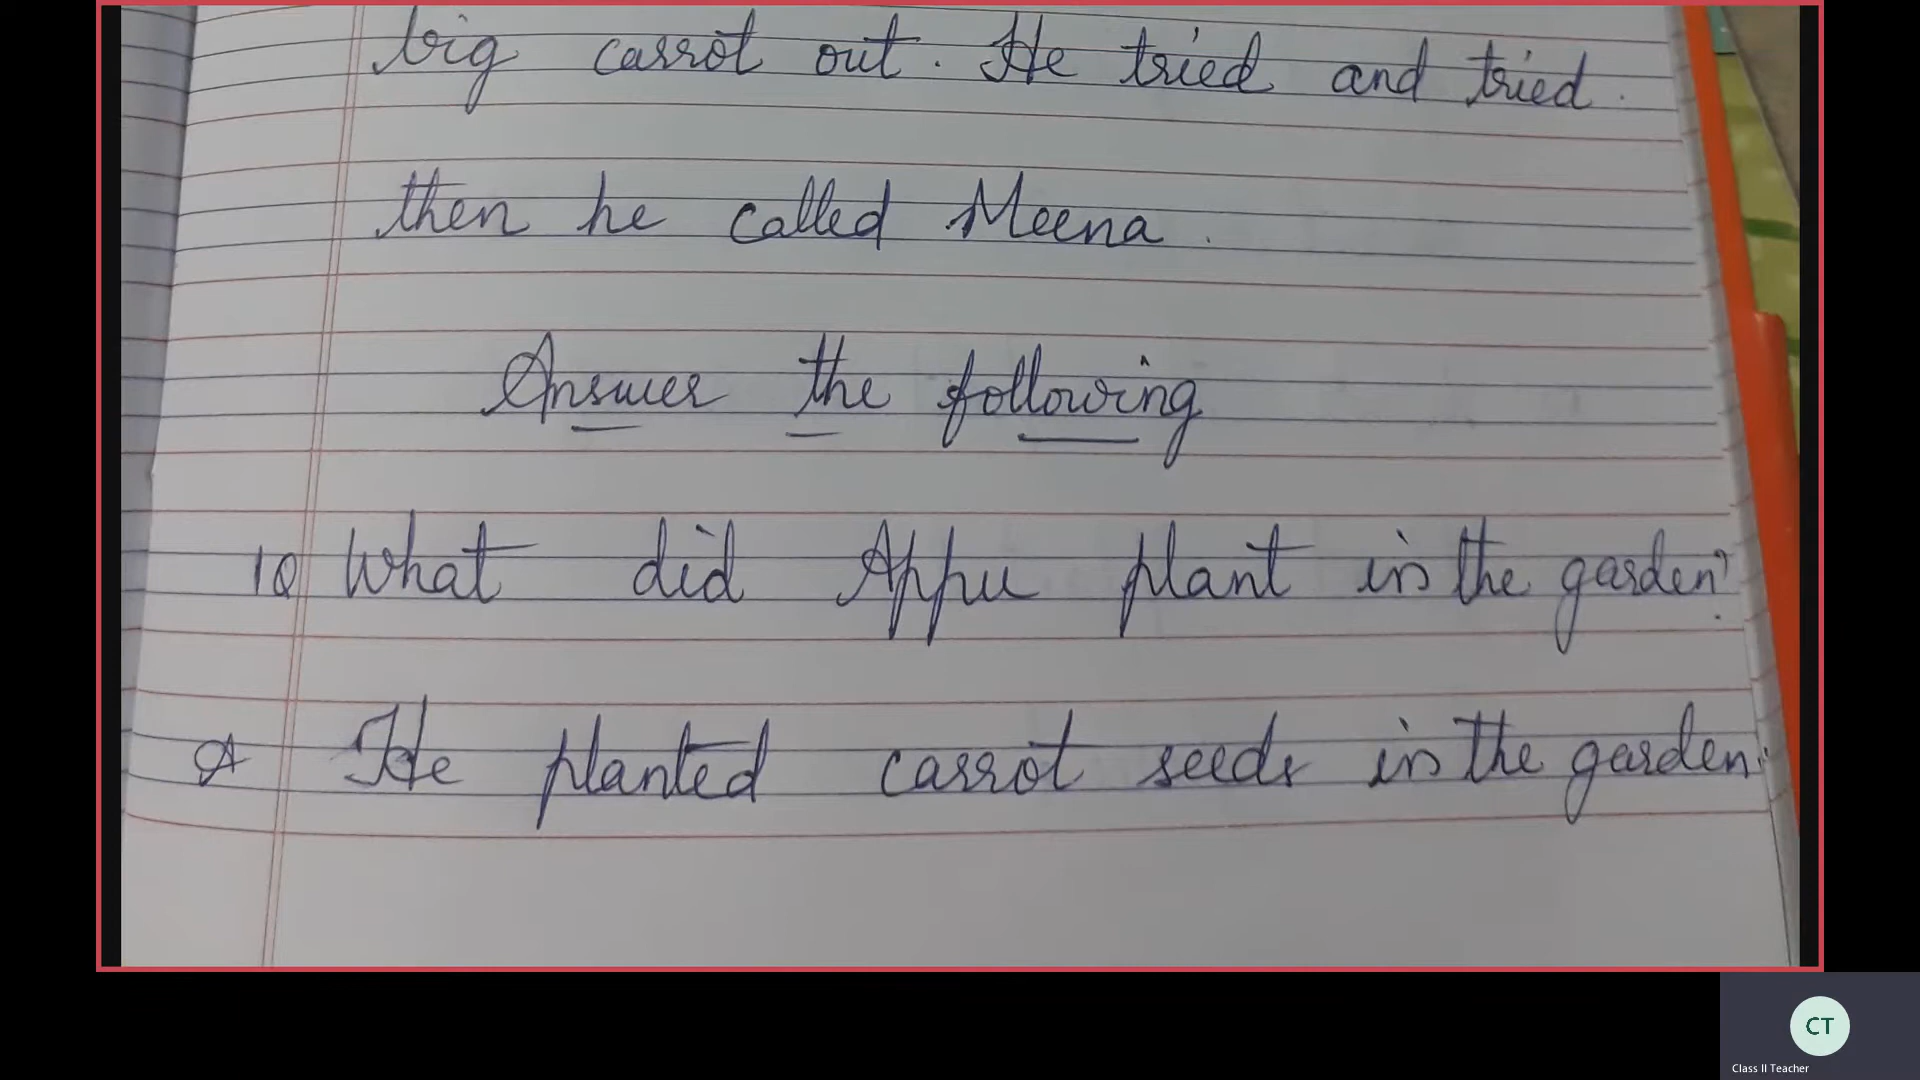 big carrot out. He tried and tried.
then he called Meena.
Answer the following
1Q What did Appu plant in the garden?
A He planted carrot seeds in the garden.
CT
Class II Teacher